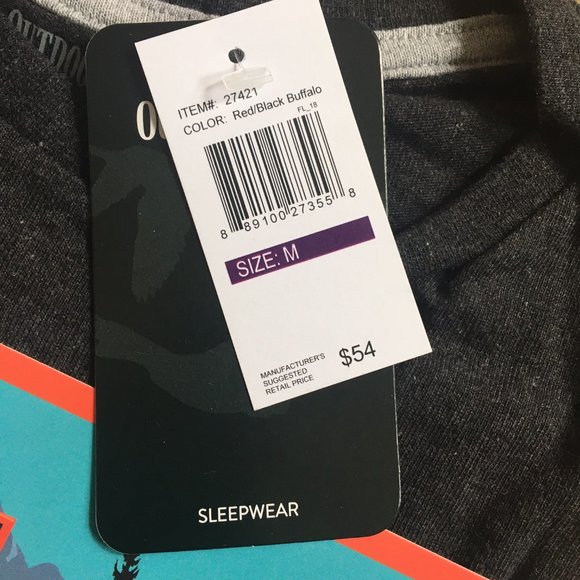 ITEM#: 27421
COLOR: Red/Black Buffalo
FL_18
8 89100 27355 8
SIZE: M
MANUFACTURER'S
SUGGESTED
RETAIL PRICE
$54
SLEEPWEAR